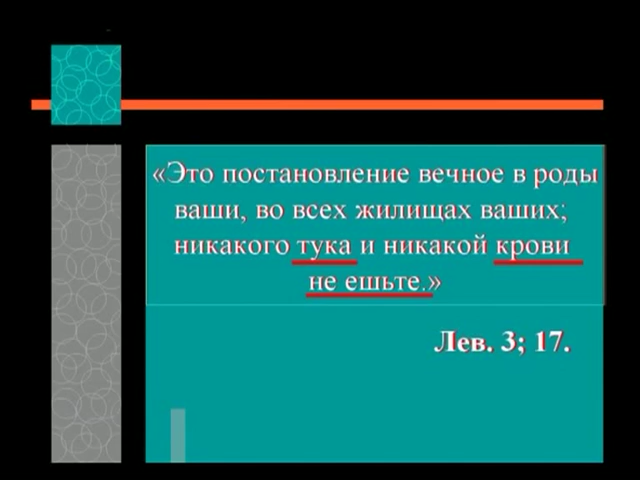 «Это постановление вечное в роды
ваши, во всех жилищах ваших;
никакого тука и никакой крови
не ешьте.»
Лев. 3; 17.